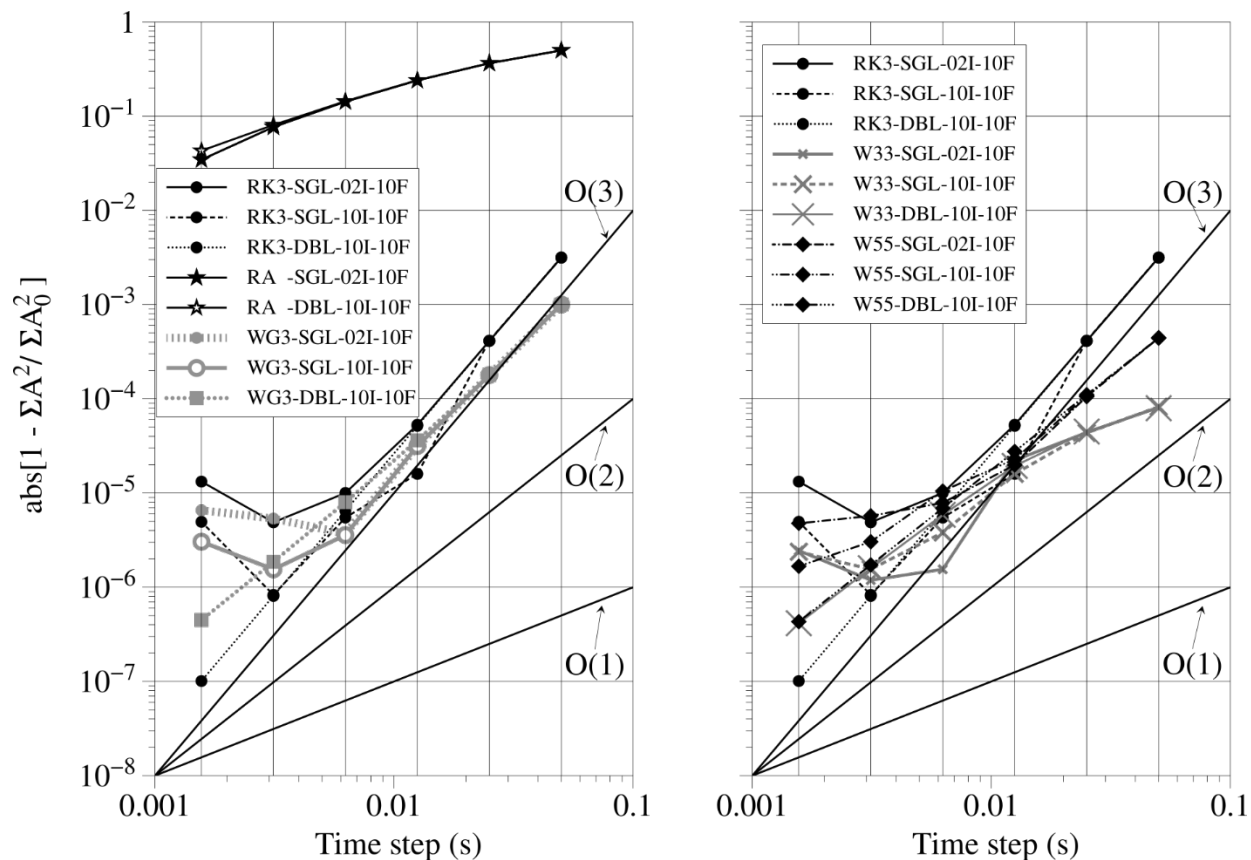 abs[1 - ΣA²/ ΣA₀²]
1
10⁻¹
10⁻²
10⁻³
10⁻⁴
10⁻⁵
10⁻⁶
10⁻⁷
10⁻⁸
RK3-SGL-02I-10F
RK3-SGL-10I-10F
RK3-DBL-10I-10F
RA -SGL-02I-10F
RA -DBL-10I-10F
WG3-SGL-02I-10F
WG3-SGL-10I-10F
WG3-DBL-10I-10F
O(3)
O(2)
O(1)
0.001
0.01
0.1
Time step (s)
RK3-SGL-02I-10F
RK3-SGL-10I-10F
RK3-DBL-10I-10F
W33-SGL-02I-10F
W33-SGL-10I-10F
W33-DBL-10I-10F
W55-SGL-02I-10F
W55-SGL-10I-10F
W55-DBL-10I-10F
O(3)
O(2)
O(1)
0.001
0.01
0.1
Time step (s)